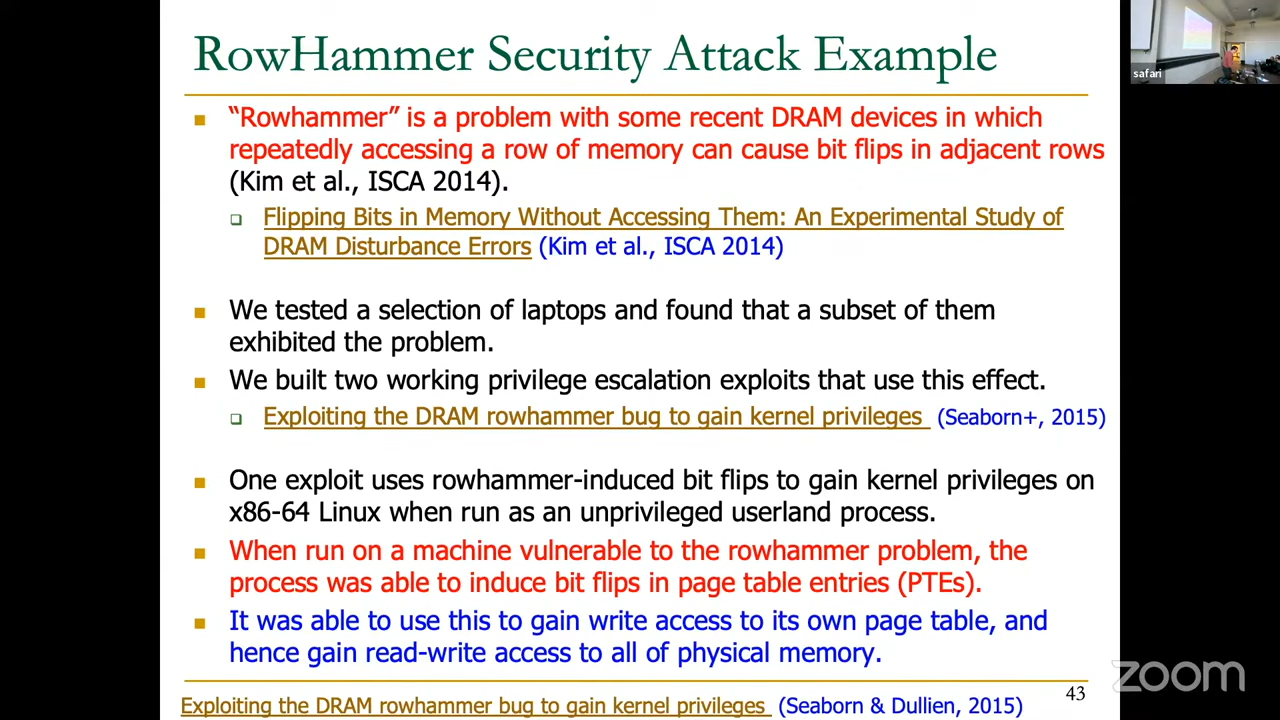 RowHammer Security Attack Example
safari
“Rowhammer” is a problem with some recent DRAM devices in which
repeatedly accessing a row of memory can cause bit flips in adjacent rows
(Kim et al., ISCA 2014).
Flipping Bits in Memory Without Accessing Them: An Experimental Study of
DRAM Disturbance Errors (Kim et al., ISCA 2014)
We tested a selection of laptops and found that a subset of them
exhibited the problem.
We built two working privilege escalation exploits that use this effect.
Exploiting the DRAM rowhammer bug to gain kernel privileges (Seaborn+, 2015)
One exploit uses rowhammer-induced bit flips to gain kernel privileges on
x86-64 Linux when run as an unprivileged userland process.
When run on a machine vulnerable to the rowhammer problem, the
process was able to induce bit flips in page table entries (PTEs).
It was able to use this to gain write access to its own page table, and
hence gain read-write access to all of physical memory.
Exploiting the DRAM rowhammer bug to gain kernel privileges (Seaborn & Dullien, 2015)
43
zoom